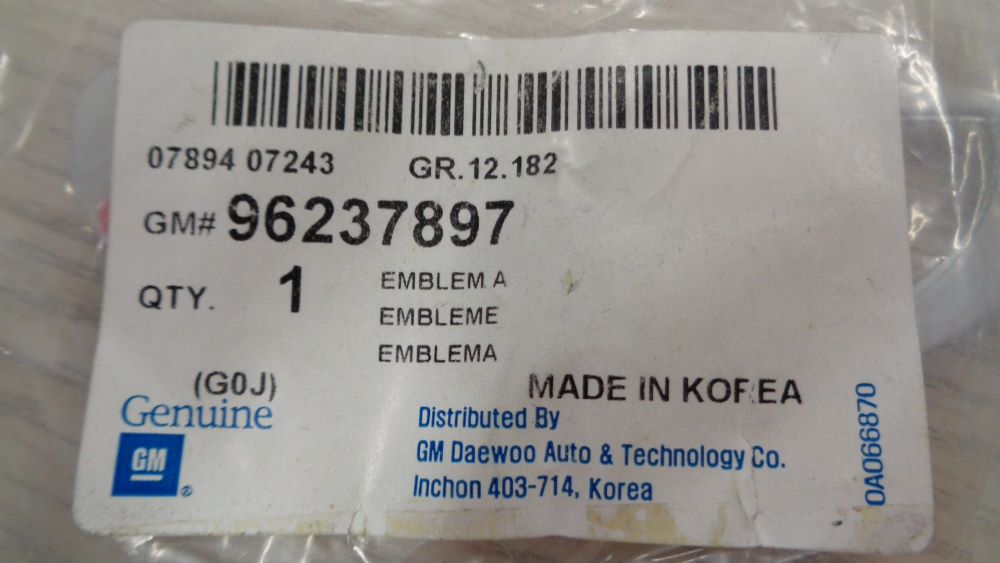 07894 07243 GR.12.182
GM# 96237897
QTY. 1 EMBLEM A
EMBLEME
EMBLEMA
(G0J) MADE IN KOREA
Genuine
GM
Distributed By
GM Daewoo Auto & Technology Co.
Inchon 403-714, Korea
0A066870